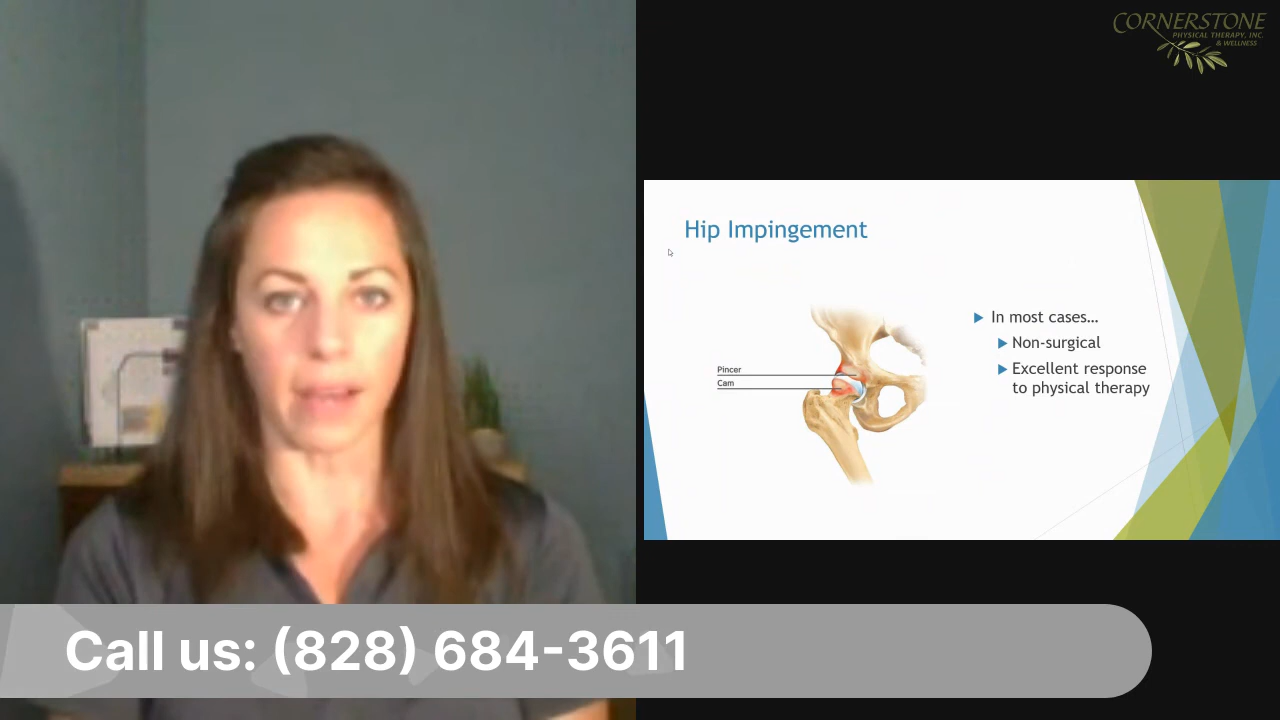 CORNERSTONE
PHYSICAL THERAPY, INC.
& WELLNESS
Hip Impingement
In most cases...
Non-surgical
Excellent response
to physical therapy
Pincer
Cam
Call us: (828) 684-3611